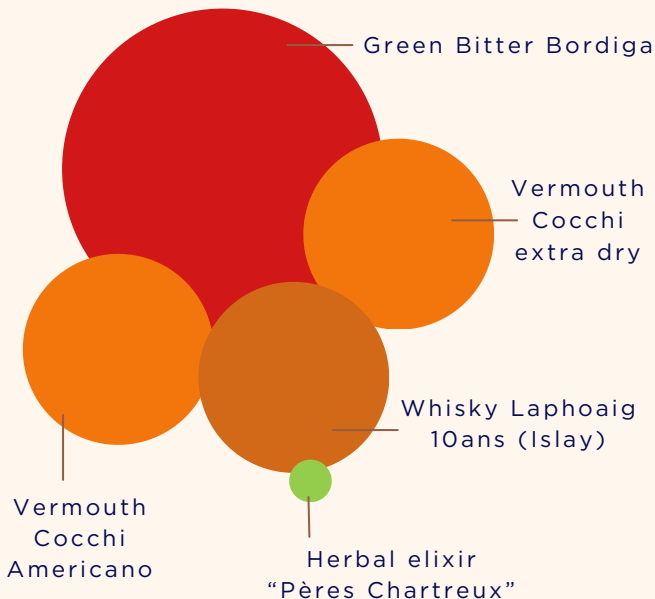 Green Bitter Bordiga
Vermouth
Cocchi
extra dry
Whisky Laphoaig
10ans (Islay)
Vermouth
Cocchi
Americano
Herbal elixir
“Pères Chartreux”